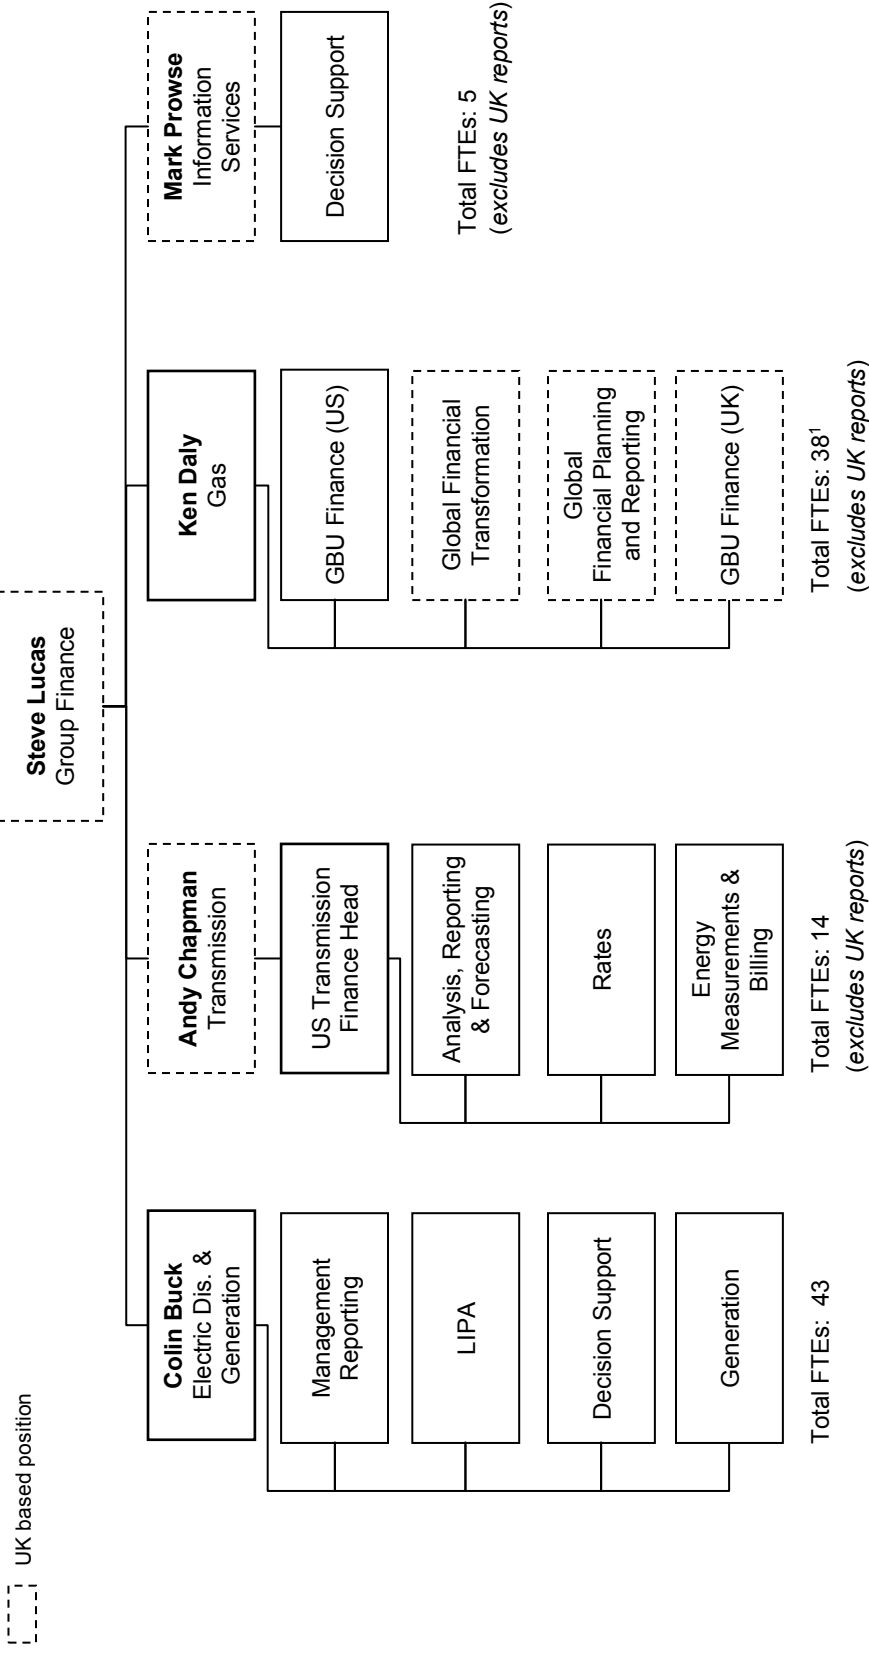 UK based position
Steve Lucas
Group Finance
Colin Buck
Electric Dis. &
Generation
Management
Reporting
LIPA
Decision Support
Generation
Total FTEs: 43
Andy Chapman
Transmission
US Transmission
Finance Head
Analysis, Reporting
& Forecasting
Rates
Energy
Measurements &
Billing
Total FTEs: 14
(excludes UK reports)
Ken Daly
Gas
GBU Finance (US)
Global Financial
Transformation
Global
Financial Planning
and Reporting
GBU Finance (UK)
Total FTEs: 38¹
(excludes UK reports)
Mark Prowse
Information
Services
Decision Support
Total FTEs: 5
(excludes UK reports)